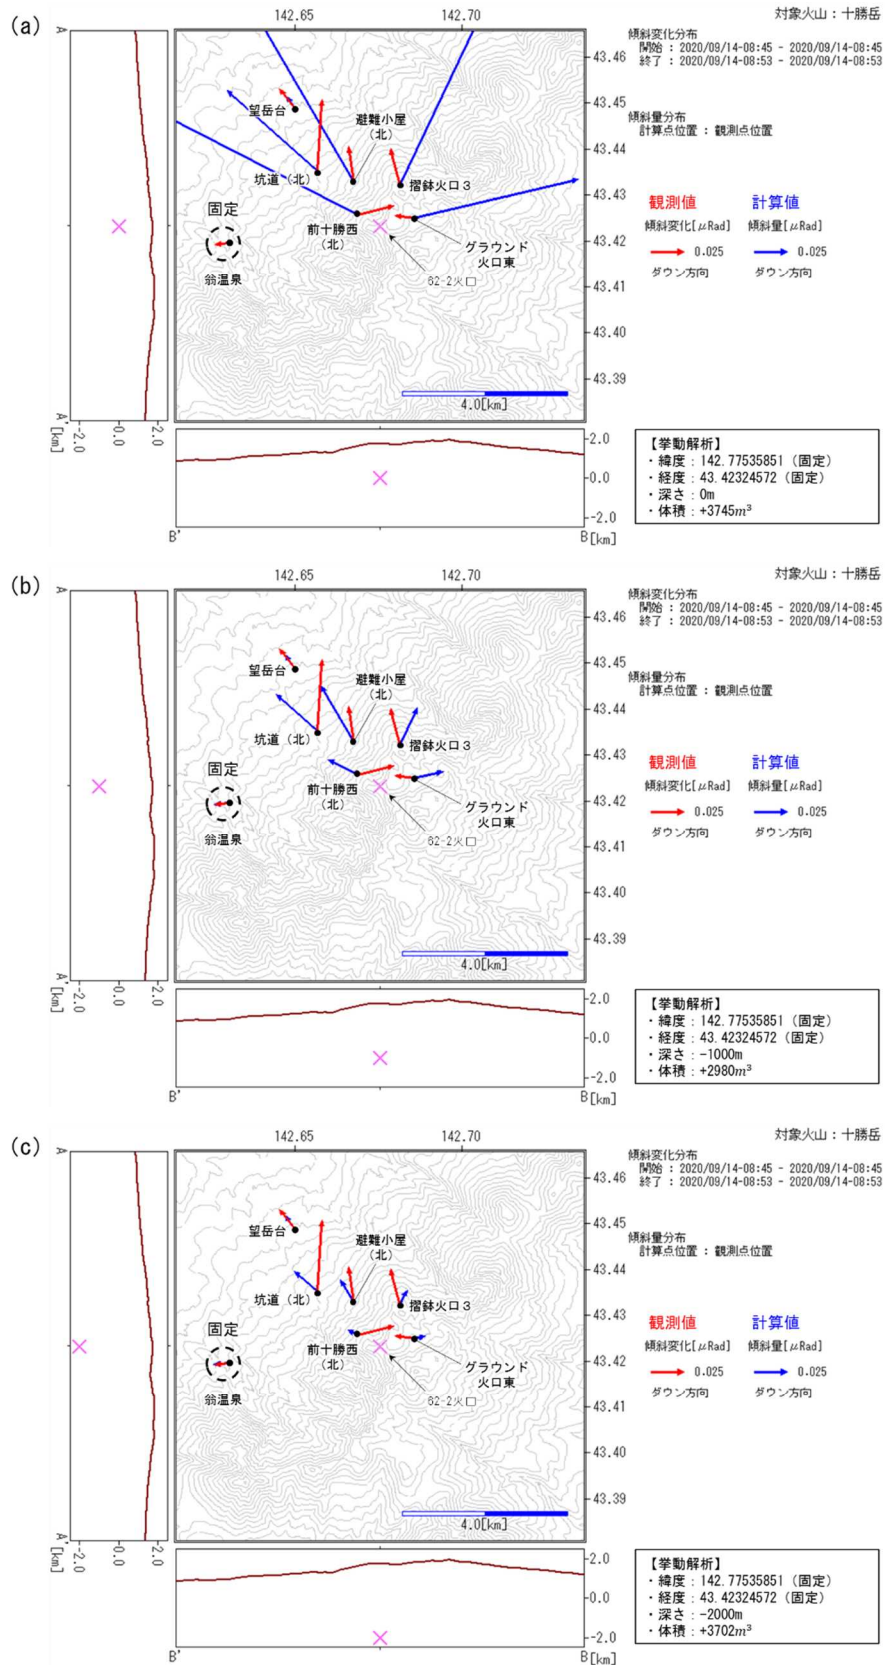 (a)
142.65
142.70
対象火山：十勝岳
傾斜変化分布
開始 : 2020/09/14-08:45 - 2020/09/14-08:45
終了 : 2020/09/14-08:53 - 2020/09/14-08:53
傾斜量分布
計算点位置 : 観測点位置
観測値
計算値
傾斜変化[μRad]
傾斜量[μRad]
0.025
0.025
ダウン方向
ダウン方向
A
A'
[km]
-2.0
0.0
2.0
望岳台
避難小屋
（北）
坑道（北）
摺鉢火口３
固定
前十勝西
（北）
グラウンド
火口東
翁温泉
62-2火口
4.0[km]
43.46
43.45
43.44
43.43
43.42
43.41
43.40
43.39
2.0
0.0
-2.0
B'
B
[km]
【挙動解析】
・緯度：142.77535851（固定）
・経度：43.42324572（固定）
・深さ：0m
・体積：+3745m³
(b)
142.65
142.70
対象火山：十勝岳
傾斜変化分布
開始 : 2020/09/14-08:45 - 2020/09/14-08:45
終了 : 2020/09/14-08:53 - 2020/09/14-08:53
傾斜量分布
計算点位置 : 観測点位置
観測値
計算値
傾斜変化[μRad]
傾斜量[μRad]
0.025
0.025
ダウン方向
ダウン方向
A
A'
[km]
-2.0
0.0
2.0
望岳台
避難小屋
（北）
坑道（北）
摺鉢火口３
固定
前十勝西
（北）
グラウンド
火口東
翁温泉
62-2火口
4.0[km]
43.46
43.45
43.44
43.43
43.42
43.41
43.40
43.39
2.0
0.0
-2.0
B'
B
[km]
【挙動解析】
・緯度：142.77535851（固定）
・経度：43.42324572（固定）
・深さ：-1000m
・体積：+2980m³
(c)
142.65
142.70
対象火山：十勝岳
傾斜変化分布
開始 : 2020/09/14-08:45 - 2020/09/14-08:45
終了 : 2020/09/14-08:53 - 2020/09/14-08:53
傾斜量分布
計算点位置 : 観測点位置
観測値
計算値
傾斜変化[μRad]
傾斜量[μRad]
0.025
0.025
ダウン方向
ダウン方向
A
A'
[km]
-2.0
0.0
2.0
望岳台
避難小屋
（北）
坑道（北）
摺鉢火口３
固定
前十勝西
（北）
グラウンド
火口東
翁温泉
62-2火口
4.0[km]
43.46
43.45
43.44
43.43
43.42
43.41
43.40
43.39
2.0
0.0
-2.0
B'
B
[km]
【挙動解析】
・緯度：142.77535851（固定）
・経度：43.42324572（固定）
・深さ：-2000m
・体積：+3702m³